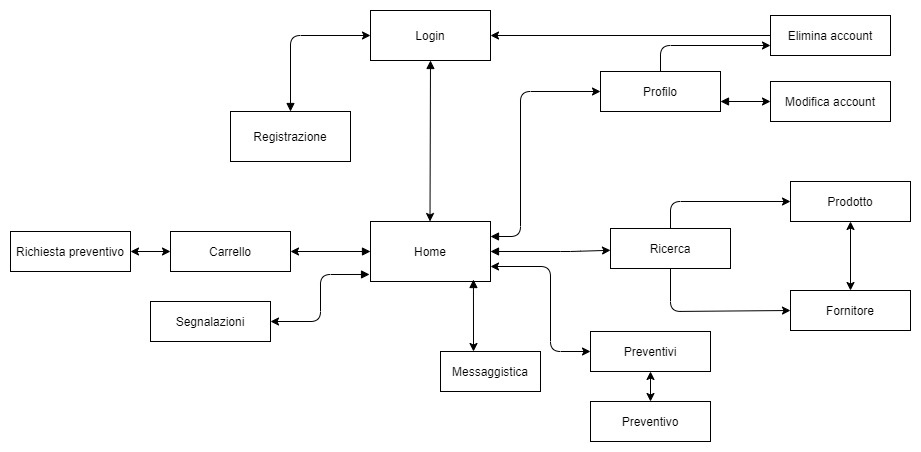 Login
Elimina account
Profilo
Modifica account
Registrazione
Prodotto
Richiesta preventivo
Carrello
Home
Ricerca
Segnalazioni
Fornitore
Preventivi
Messaggistica
Preventivo